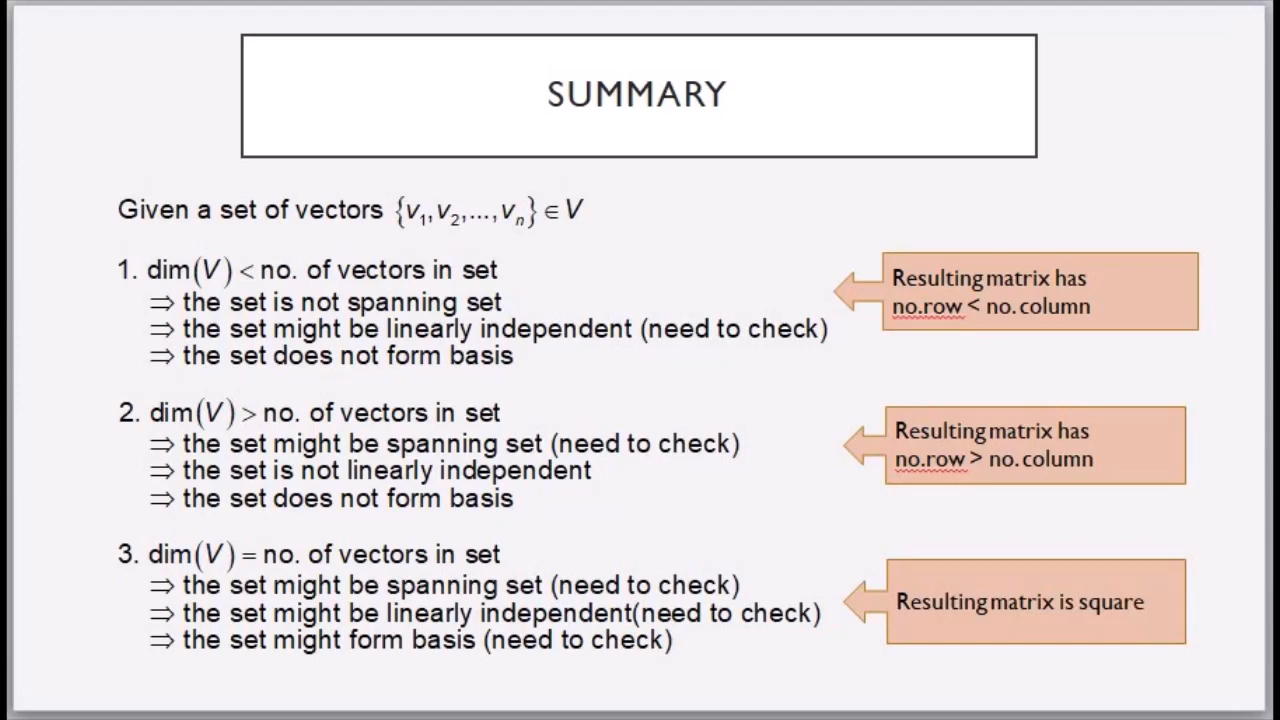 SUMMARY
Given a set of vectors {v₁,v₂,...,vₙ} ∈ V
1. dim(V) < no. of vectors in set
⇒ the set is not spanning set
⇒ the set might be linearly independent (need to check)
⇒ the set does not form basis
Resulting matrix has
no.row < no.column
2. dim(V) > no. of vectors in set
⇒ the set might be spanning set (need to check)
⇒ the set is not linearly independent
⇒ the set does not form basis
Resulting matrix has
no.row > no.column
3. dim(V) = no. of vectors in set
⇒ the set might be spanning set (need to check)
⇒ the set might be linearly independent(need to check)
⇒ the set might form basis (need to check)
Resulting matrix is square